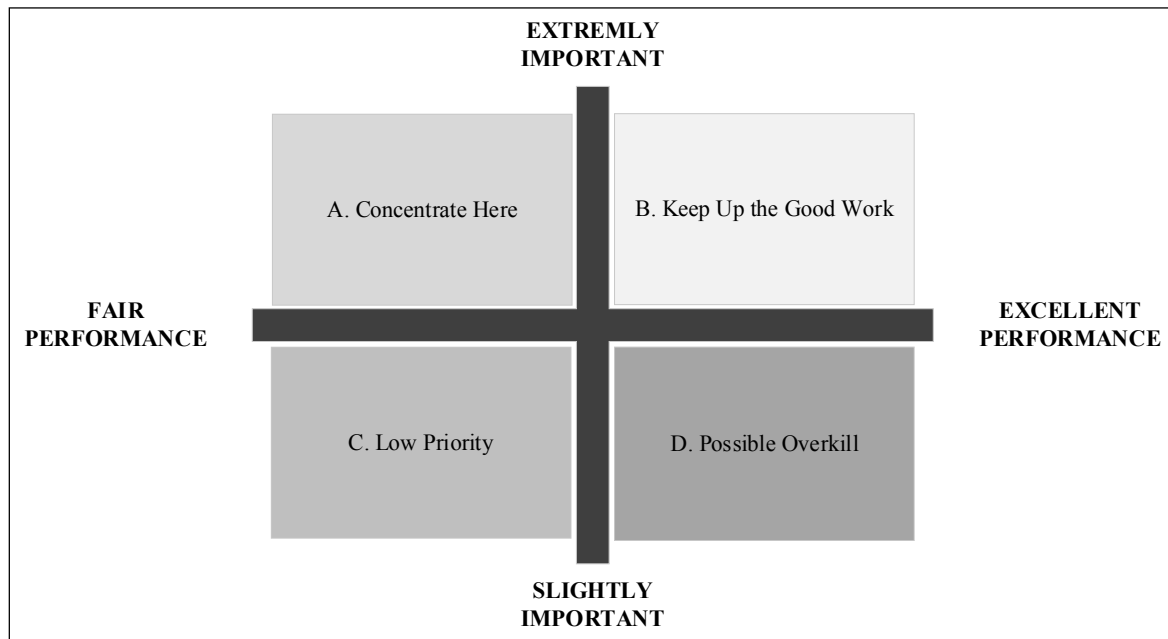 EXTREMLY
IMPORTANT
A. Concentrate Here
B. Keep Up the Good Work
FAIR
PERFORMANCE
EXCELLENT
PERFORMANCE
C. Low Priority
D. Possible Overkill
SLIGHTLY
IMPORTANT